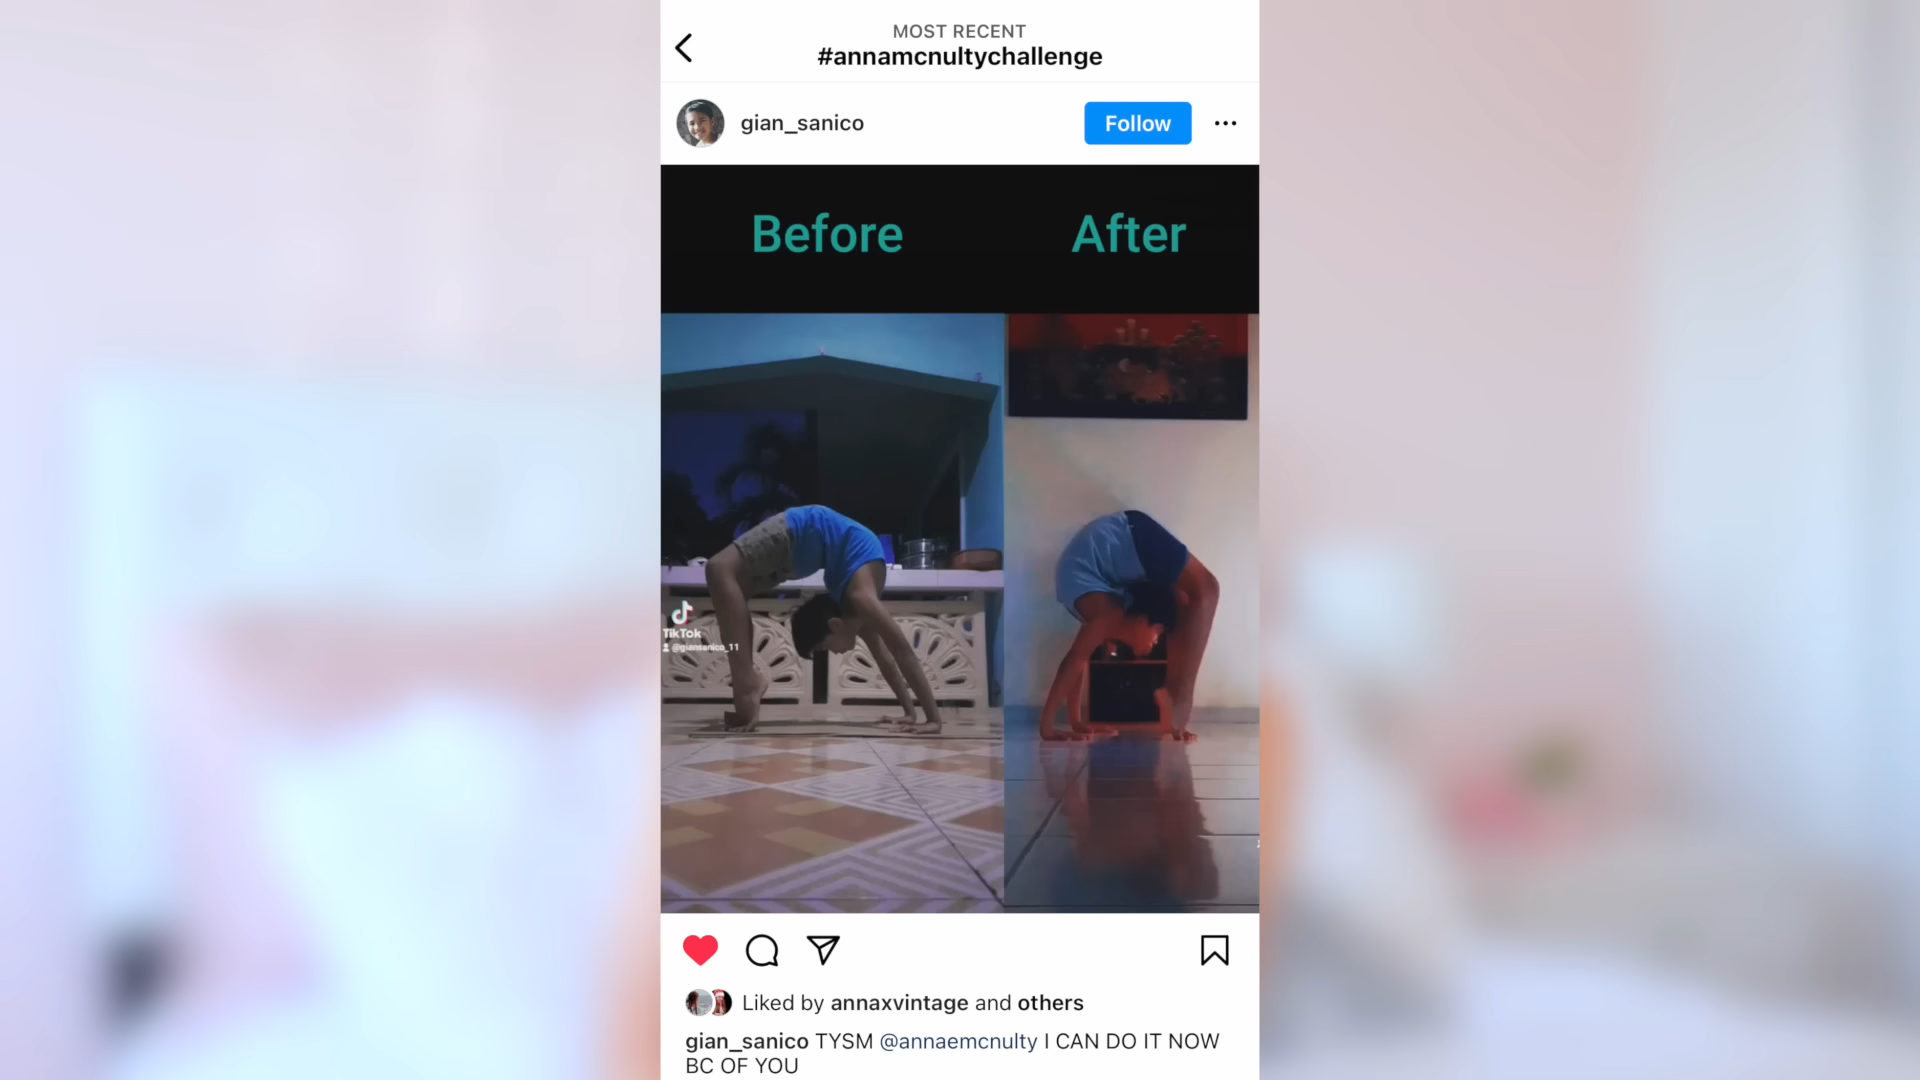 MOST RECENT
#annamcnultychallenge
gian_sanico
Follow
Before
After
TikTok
@giansanico_11
Liked by annaxvintage and others
gian_sanico TYSM @annaemcnulty I CAN DO IT NOW
BC OF YOU